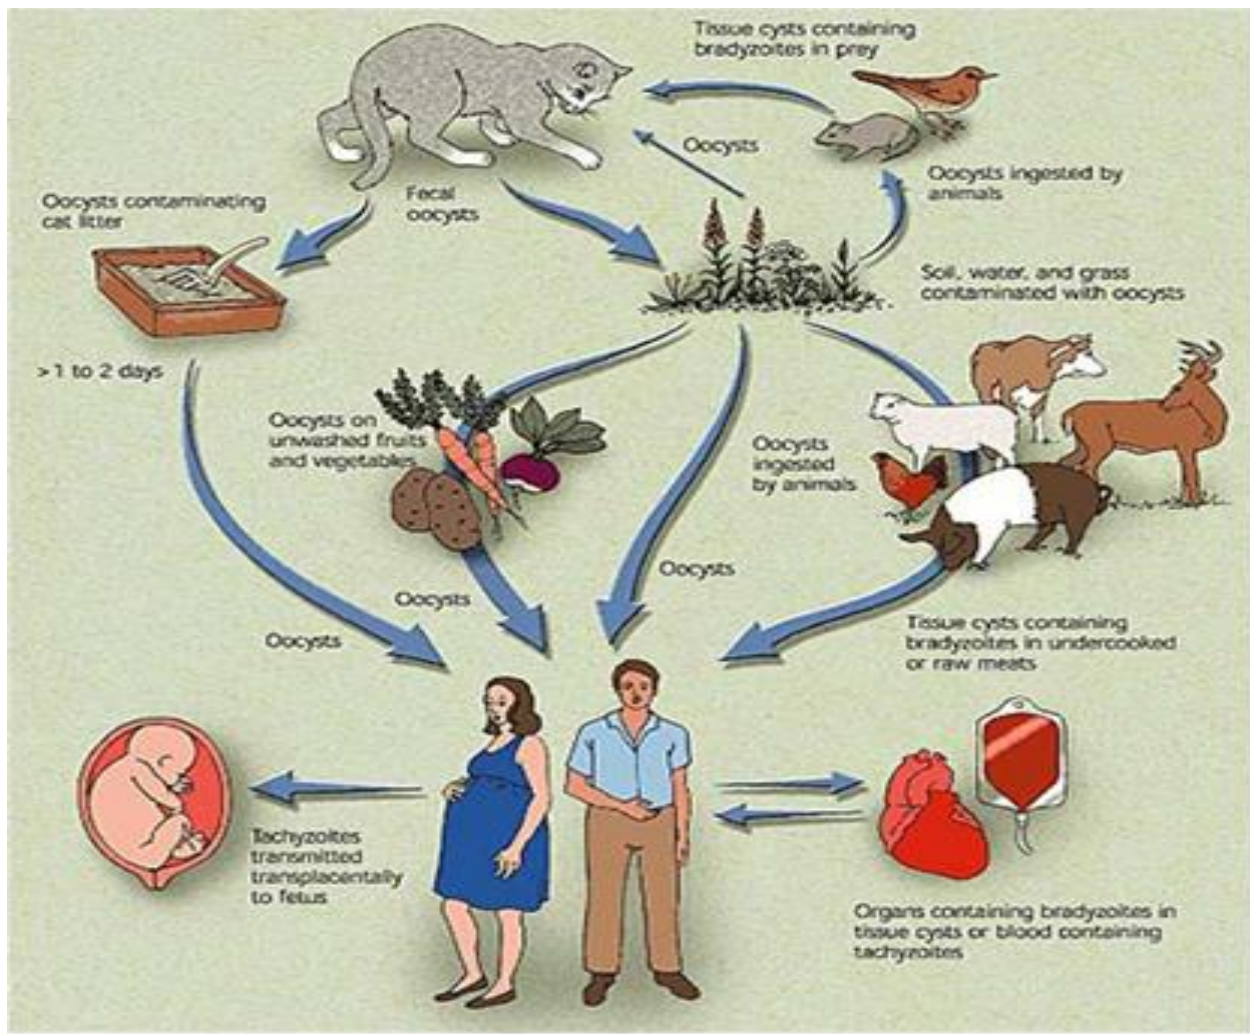 Tissue cysts containing
bradyzoites in prey
Oocysts
Oocysts ingested by
animals
Fecal
oocysts
Oocysts contaminating
cat litter
Soil, water, and grass
contaminated with oocysts
> 1 to 2 days
Oocysts on
unwashed fruits
and vegetables
Oocysts
ingested
by animals
Oocysts
Oocysts
Oocysts
Tissue cysts containing
bradyzoites in undercooked
or raw meats
Tachyzoites
transmitted
transplacentally
to fetus
Organs containing bradyzoites in
tissue cysts or blood containing
tachyzoites